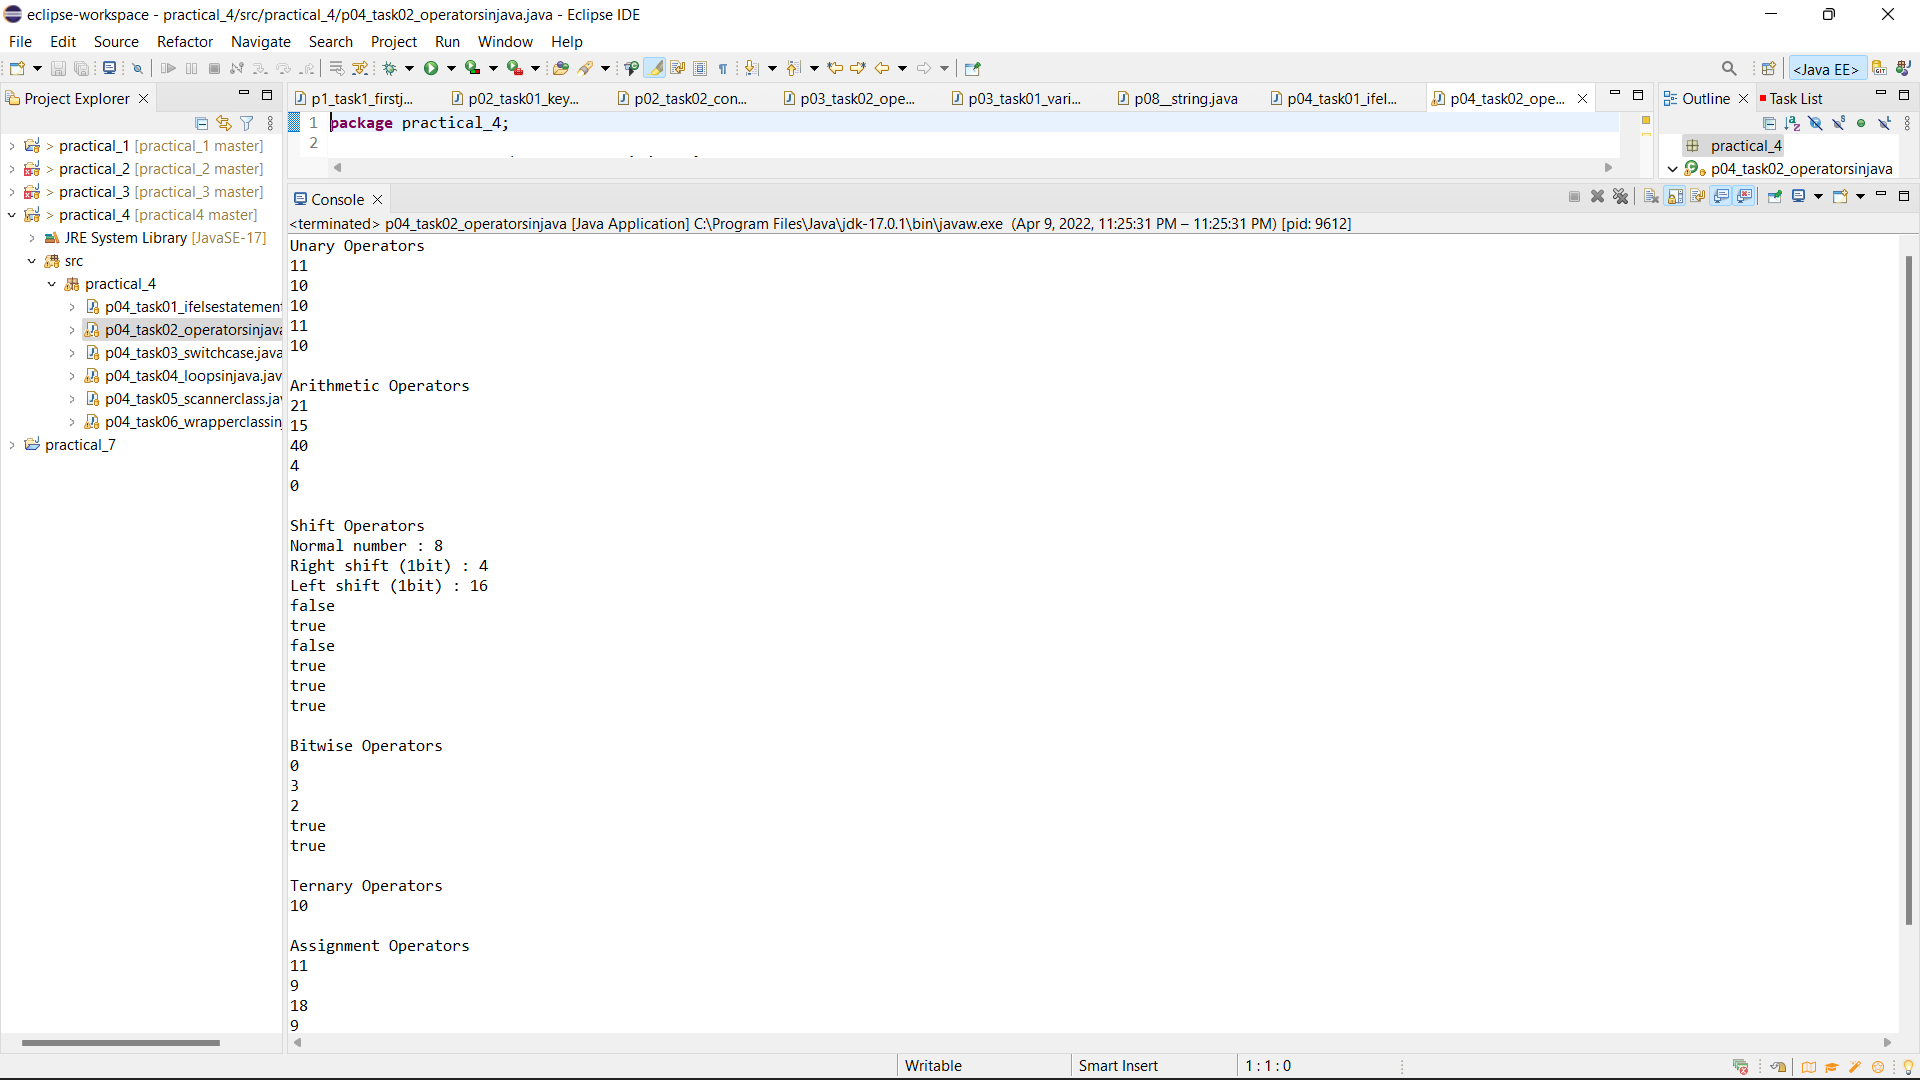 eclipse-workspace - practical_4/src/practical_4/p04_task02_operatorsinjava.java - Eclipse IDE
File Edit Source Refactor Navigate Search Project Run Window Help
<Java EE>
Project Explorer
> practical_1 [practical_1 master]
> practical_2 [practical_2 master]
> practical_3 [practical_3 master]
> practical_4 [practical4 master]
JRE System Library [JavaSE-17]
src
practical_4
p04_task01_ifelsestatement
p04_task02_operatorsinjava
p04_task03_switchcase.java
p04_task04_loopsinjava.jav
p04_task05_scannerclass.jav
p04_task06_wrapperclassin
practical_7
p1_task1_firstj... p02_task01_key... p02_task02_con... p03_task02_ope... p03_task01_vari... p08__string.java p04_task01_ifel... p04_task02_ope...
1 package practical_4;
2
Outline Task List
practical_4
p04_task02_operatorsinjava
Console
<terminated> p04_task02_operatorsinjava [Java Application] C:\Program Files\Java\jdk-17.0.1\bin\javaw.exe (Apr 9, 2022, 11:25:31 PM – 11:25:31 PM) [pid: 9612]
Unary Operators
11
10
10
11
10
Arithmetic Operators
21
15
40
4
0
Shift Operators
Normal number : 8
Right shift (1bit) : 4
Left shift (1bit) : 16
false
true
false
true
true
true
Bitwise Operators
0
3
2
true
true
Ternary Operators
10
Assignment Operators
11
9
18
9
Writable Smart Insert 1 : 1 : 0